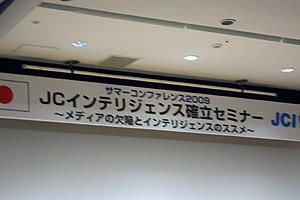 サマーコンファレンス2009
JCインテリジェンス確立セミナー
～メディアの欠陥とインテリジェンスのススメ～
JCI